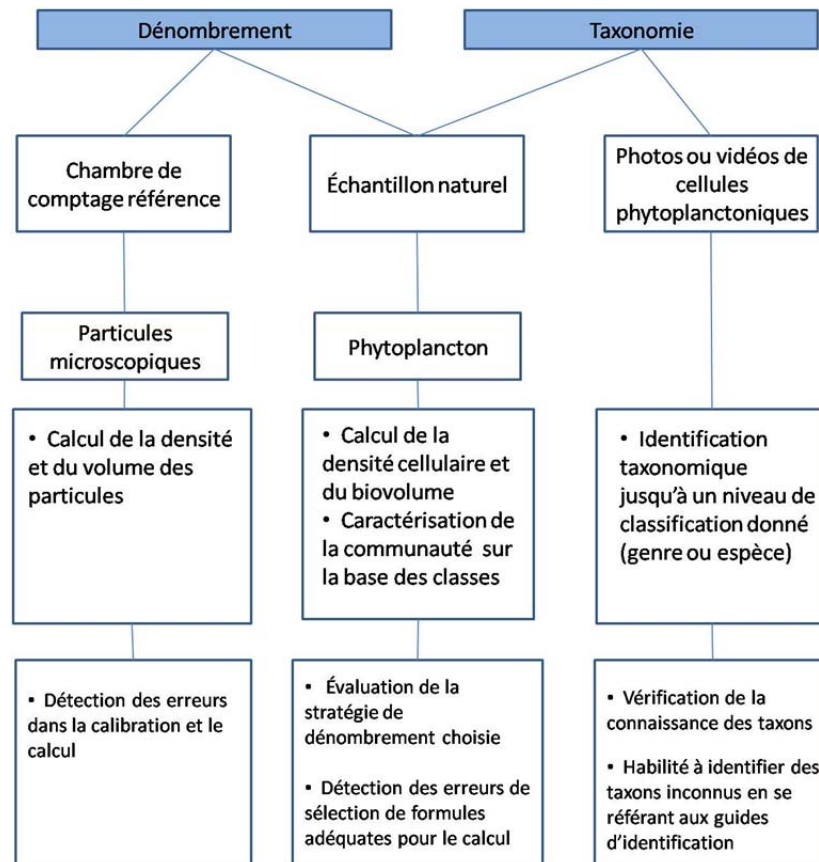 Dénombrement
Taxonomie
Chambre de
comptage référence
Échantillon naturel
Photos ou vidéos de
cellules
phytoplanctoniques
Particules
microscopiques
Phytoplancton
• Calcul de la densité
et du volume des
particules
• Calcul de la
densité cellulaire et
du biovolume
• Caractérisation de
la communauté sur
la base des classes
• Identification
taxonomique
jusqu’à un niveau de
classification donné
(genre ou espèce)
▪ Détection des erreurs
dans la calibration et le
calcul
▪ Évaluation de la
stratégie de
dénombrement choisie
▪ Détection des erreurs de
sélection de formules
adéquates pour le calcul
▪ Vérification de la
connaissance des taxons
▪ Habilité à identifier des
taxons inconnus en se
référant aux guides
d’identification